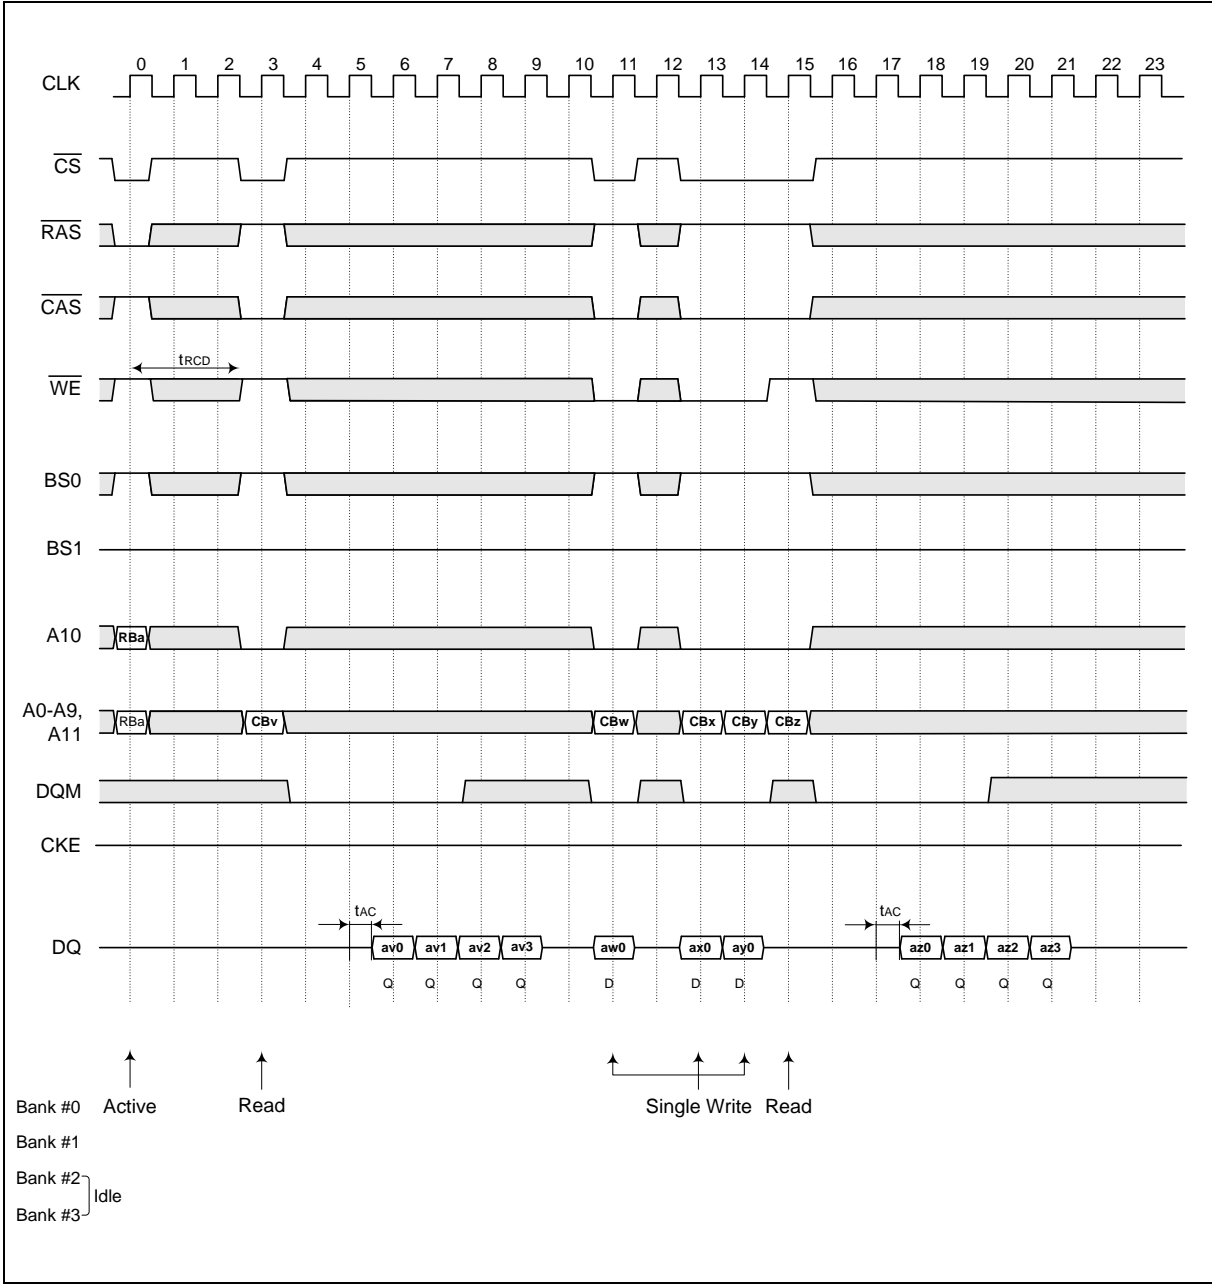 0 1 2 3 4 5 6 7 8 9 10 11 12 13 14 15 16 17 18 19 20 21 22 23
CLK
CS
RAS
CAS
tRCD
WE
BS0
BS1
A10 RBa
A0-A9, RBa CBv CBw CBx CBy CBz
A11
DQM
CKE
tAC tAC
DQ av0 av1 av2 av3 aw0 ax0 ay0 az0 az1 az2 az3
Q Q Q Q D D D Q Q Q Q
Bank #0 Active Read Single Write Read
Bank #1
Bank #2
Idle
Bank #3